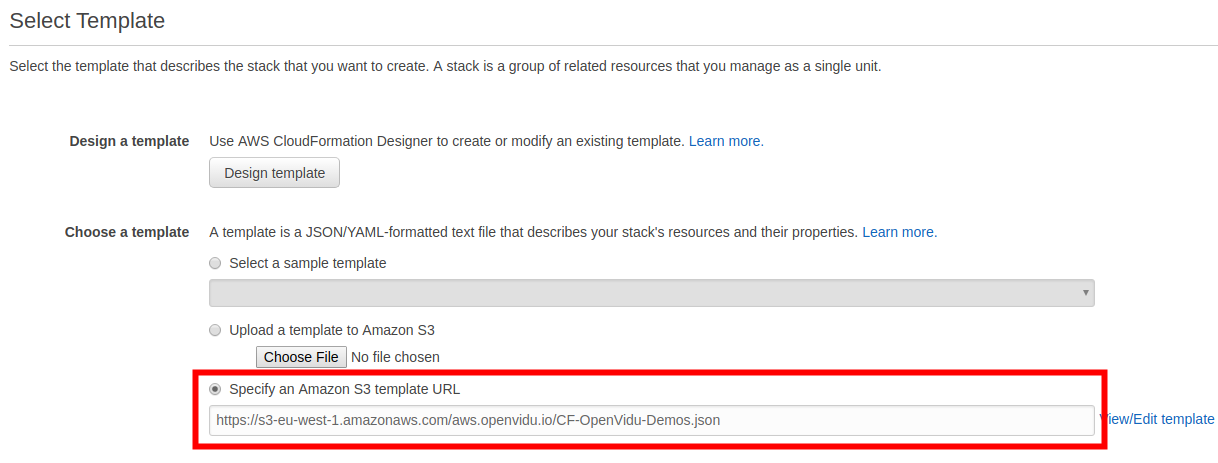 Select Template
Select the template that describes the stack that you want to create. A stack is a group of related resources that you manage as a single unit.
Design a template Use AWS CloudFormation Designer to create or modify an existing template. Learn more.
Design template
Choose a template A template is a JSON/YAML-formatted text file that describes your stack's resources and their properties. Learn more.
Select a sample template
Upload a template to Amazon S3
Choose File No file chosen
Specify an Amazon S3 template URL
https://s3-eu-west-1.amazonaws.com/aws.openvidu.io/CF-OpenVidu-Demos.json View/Edit template